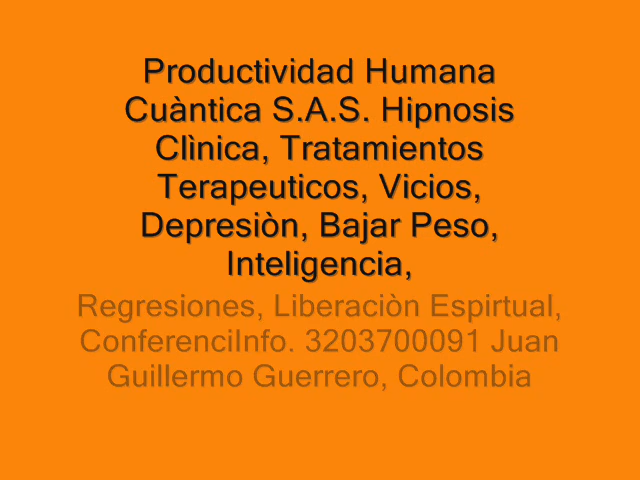 Productividad Humana
Cuàntica S.A.S. Hipnosis
Clìnica, Tratamientos
Terapeuticos, Vicios,
Depresiòn, Bajar Peso,
Inteligencia,
Regresiones, Liberaciòn Espirtual,
ConferenciInfo. 3203700091 Juan
Guillermo Guerrero, Colombia